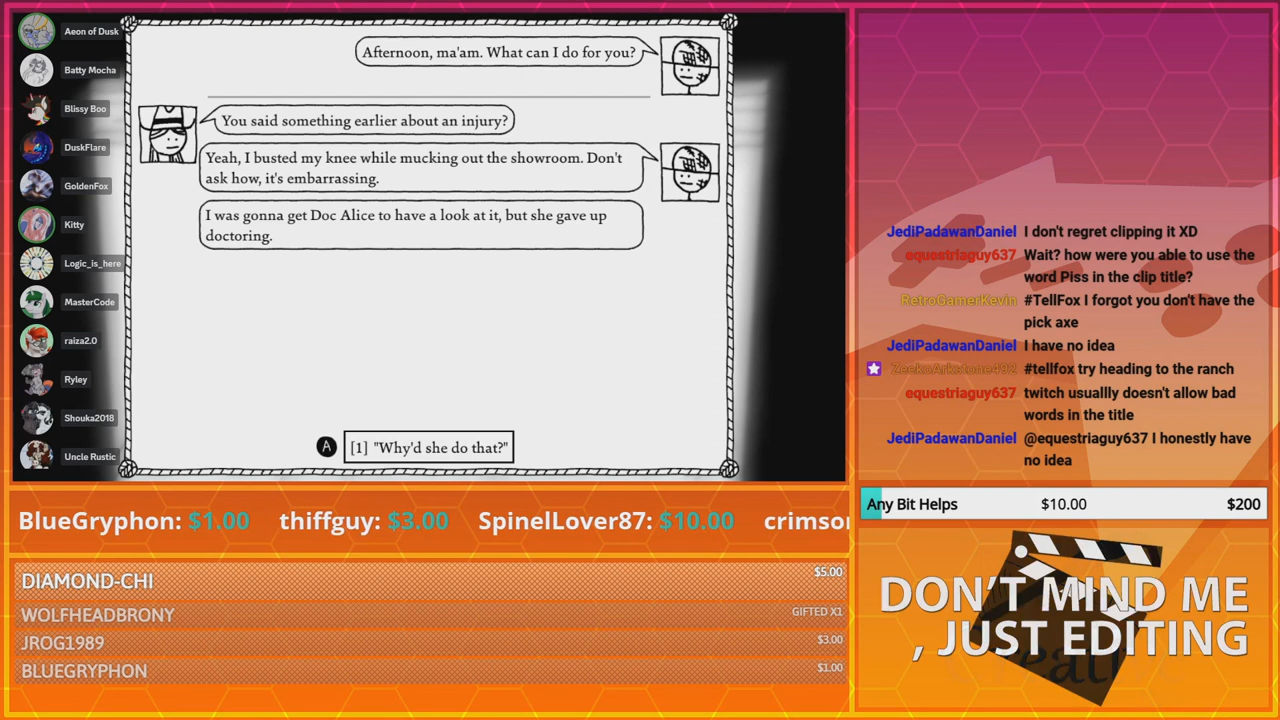 Aeon of Dusk
Batty Mocha
Blissy Boo
DuskFlare
GoldenFox
Kitty
Logic_is_here
MasterCode
raiza2.0
Ryley
Shouka2018
Uncle Rustic
Afternoon, ma'am. What can I do for you?
You said something earlier about an injury?
Yeah, I busted my knee while mucking out the showroom. Don't
ask how, it's embarrassing.
I was gonna get Doc Alice to have a look at it, but she gave up
doctoring.
A [1] "Why'd she do that?"
JediPadawanDaniel I don't regret clipping it XD
equestriaguy637 Wait? how were you able to use the
word Piss in the clip title?
RetroGamerKevin #TellFox I forgot you don't have the
pick axe
JediPadawanDaniel I have no idea
ZeekoArkstone492 #tellfox try heading to the ranch
equestriaguy637 twitch usuallly doesn't allow bad
words in the title
JediPadawanDaniel @equestriaguy637 I honestly have
no idea
Any Bit Helps $10.00 $200
BlueGryphon: $1.00 thiffguy: $3.00 SpinelLover87: $10.00 crimson
DIAMOND-CHI $5.00
WOLFHEADBRONY GIFTED X1
JROG1989 $3.00
BLUEGRYPHON $1.00
DON'T MIND ME
, JUST EDITING